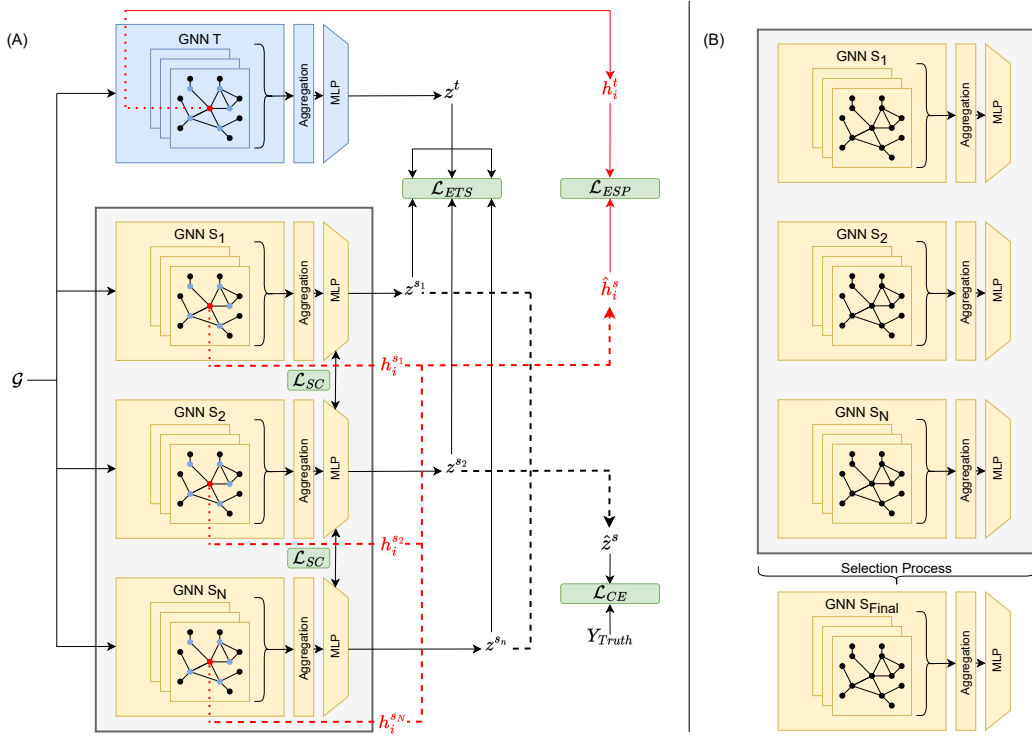 (A)
GNN T
Aggregation
MLP
z^t
h_i^t
ℒ_ETS
ℒ_ESP
GNN S_1
Aggregation
MLP
z^{s_1}
ĥ_i^s
h_i^{s_1}
𝒢
ℒ_SC
GNN S_2
Aggregation
MLP
z^{s_2}
h_i^{s_2}
ẑ^s
ℒ_SC
ℒ_CE
GNN S_N
Aggregation
MLP
z^{s_n}
Y_Truth
h_i^{s_N}
(B)
GNN S_1
Aggregation
MLP
GNN S_2
Aggregation
MLP
GNN S_N
Aggregation
MLP
Selection Process
GNN S_Final
Aggregation
MLP